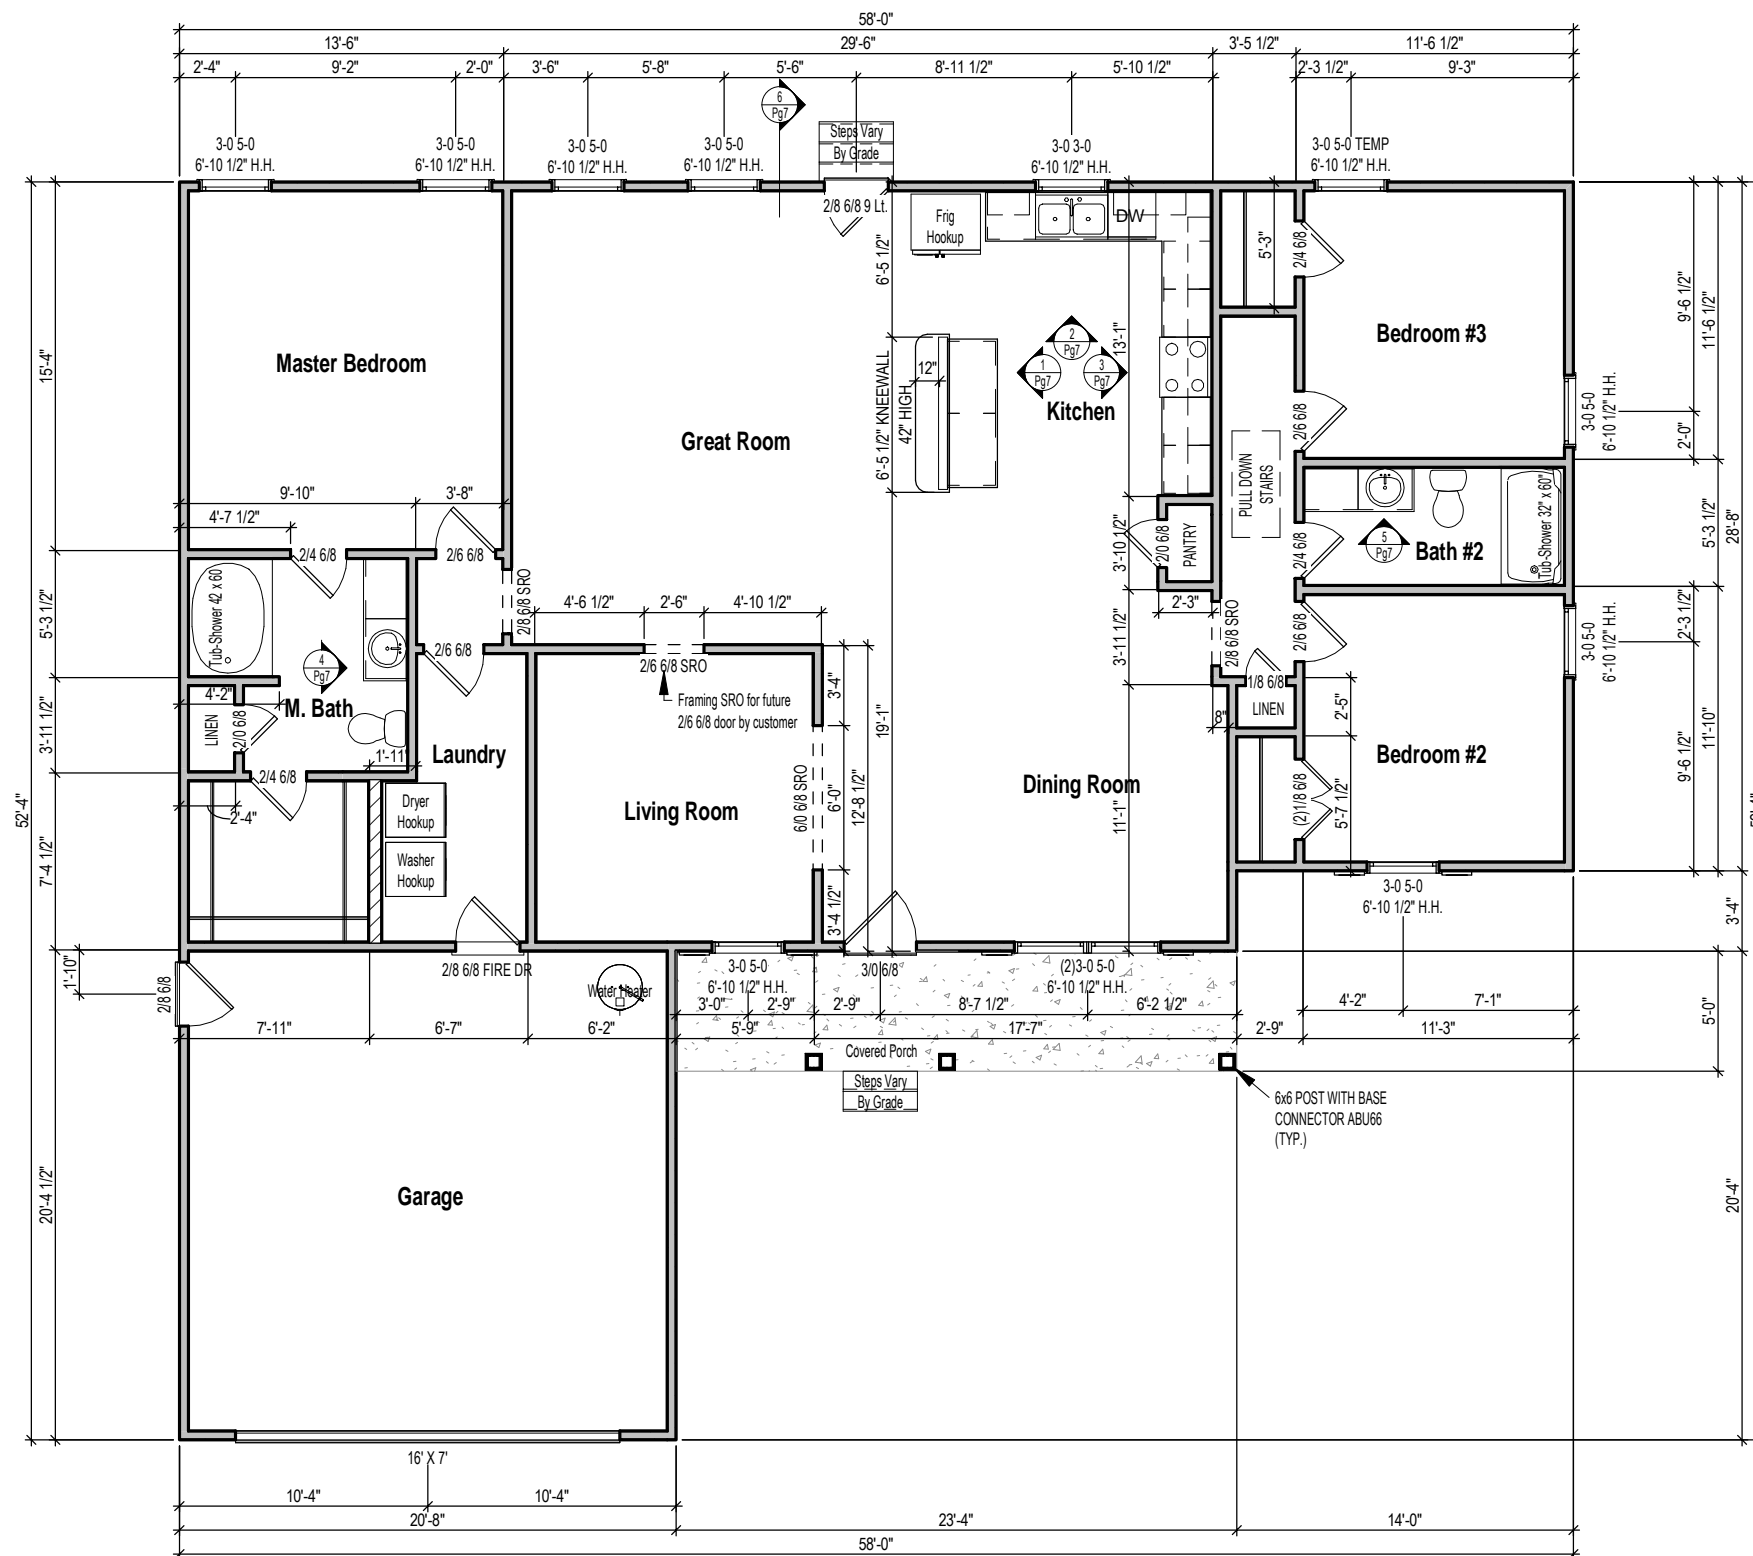 58'-0"
13'-6"
29'-6"
3'-5 1/2"
11'-6 1/2"
2'-4"
9'-2"
2'-0"
3'-6"
5'-8"
5'-6"
8'-11 1/2"
5'-10 1/2"
2'-3 1/2"
9'-3"
6
Pg7
3-0 5-0
6'-10 1/2" H.H.
3-0 5-0
6'-10 1/2" H.H.
3-0 5-0
6'-10 1/2" H.H.
3-0 5-0
6'-10 1/2" H.H.
Steps Vary
By Grade
3-0 3-0
6'-10 1/2" H.H.
3-0 5-0 TEMP
6'-10 1/2" H.H.
2/8 6/8 9 Lt.
Frig
Hookup
DW
6'-5 1/2"
5'-3"
2/4 6/8
9'-6 1/2"
11'-6 1/2"
15'-4"
Master Bedroom
Great Room
6'-5 1/2" KNEEWALL
42" HIGH
12"
1
Pg7
2
Pg7
3
Pg7
13'-1"
Kitchen
Bedroom #3
2/6 6/8
3-0 5-0
6'-10 1/2" H.H.
2'-0"
PULL DOWN
STAIRS
9'-10"
3'-8"
4'-7 1/2"
2/4 6/8
2/6 6/8
3'-10 1/2"
2/0 6/8
PANTRY
2/4 6/8
5
Pg7
Bath #2
Tub-Shower 32" x 60"
5'-3 1/2"
28'-8"
5'-3 1/2"
Tub-Shower 42 x 60
2/8 6/8 SRO
4'-6 1/2"
2'-6"
4'-10 1/2"
2'-3"
2/8 6/8 SRO
2/6 6/8
3-0 5-0
6'-10 1/2" H.H.
2'-3 1/2"
2/6 6/8
2/6 6/8 SRO
3'-11 1/2"
4
Pg7
4'-2"
M. Bath
LINEN
2/0 6/8
3'-11 1/2"
Framing SRO for future
2/6 6/8 door by customer
3'-4"
19'-1"
1/8 6/8
LINEN
8"
2'-5"
11'-10"
9'-6 1/2"
1'-11"
Laundry
2/4 6/8
Dryer
Hookup
2'-4"
Living Room
6/0 6/8 SRO
6'-0"
12'-8 1/2"
Dining Room
11'-1"
(2)1/8 6/8
5'-7 1/2"
Bedroom #2
52'-4"
7'-4 1/2"
Washer
Hookup
3'-4 1/2"
3-0 5-0
6'-10 1/2" H.H.
3'-4"
1'-10"
2/8 6/8
2/8 6/8 FIRE DR
Water Heater
3-0 5-0
6'-10 1/2" H.H.
3/0 6/8
(2)3-0 5-0
6'-10 1/2" H.H.
3'-0"
2'-9"
2'-9"
8'-7 1/2"
6'-2 1/2"
4'-2"
7'-1"
5'-0"
7'-11"
6'-7"
6'-2"
5'-9"
17'-7"
2'-9"
11'-3"
Covered Porch
Steps Vary
By Grade
6x6 POST WITH BASE
CONNECTOR ABU66
(TYP.)
20'-4 1/2"
Garage
20'-4"
16' X 7'
10'-4"
10'-4"
20'-8"
23'-4"
14'-0"
58'-0"